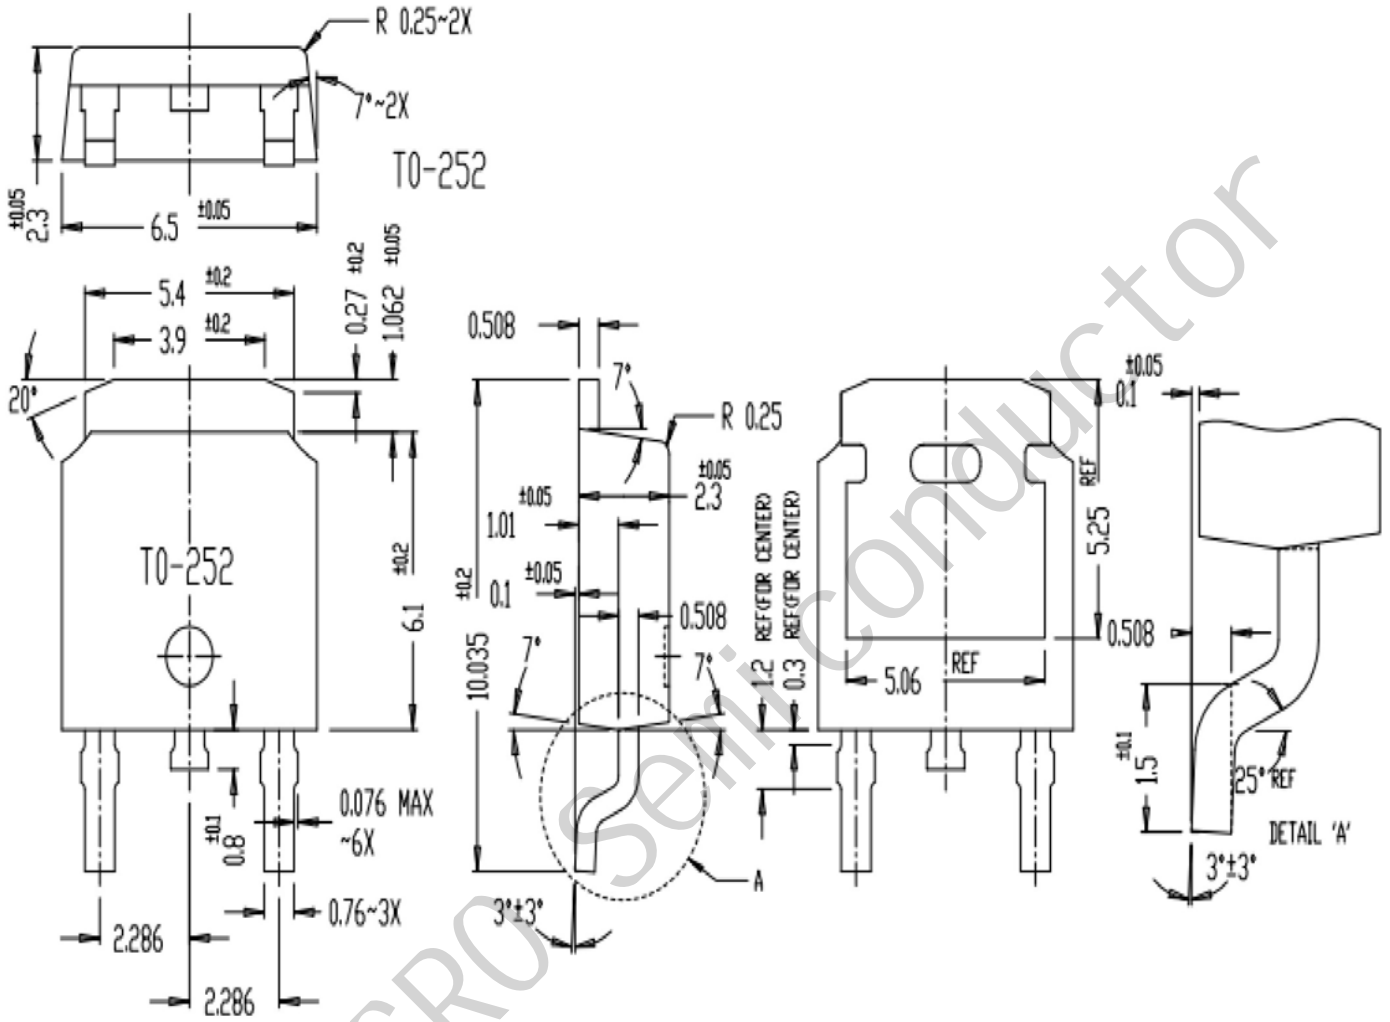 R 0.25~2X
7°~2X
TO-252
±0.05
2.3
6.5 ±0.05
5.4 ±0.2
3.9 ±0.2
0.27 ±0.2
1.062 ±0.05
20°
TO-252
±0.2
6.1
±0.1
0.8
0.076 MAX
~6X
0.76~3X
2.286
2.286
0.508
7°
R 0.25
±0.05
2.3
±0.05
1.01
±0.05
0.1
±0.2
10.035
0.508
7°
7°
A
3°±3°
1.2 REF(FOR CENTER)
0.3 REF(FOR CENTER)
5.25 REF
5.06 REF
±0.05
0.1
0.508
±0.1
1.5
25° REF
DETAIL 'A'
3°±3°
GRO Semi conductor